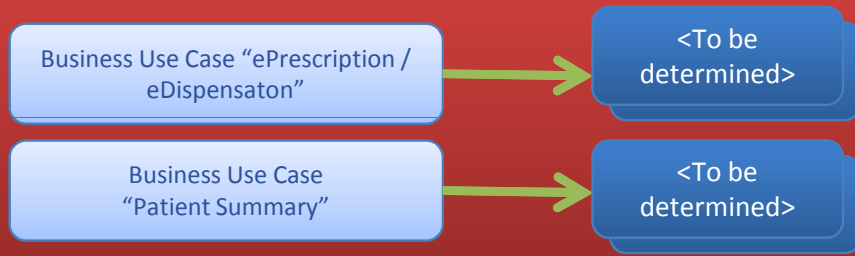 Business Use Case “ePrescription /
eDispensaton”
<To be
determined>
Business Use Case
“Patient Summary”
<To be
determined>